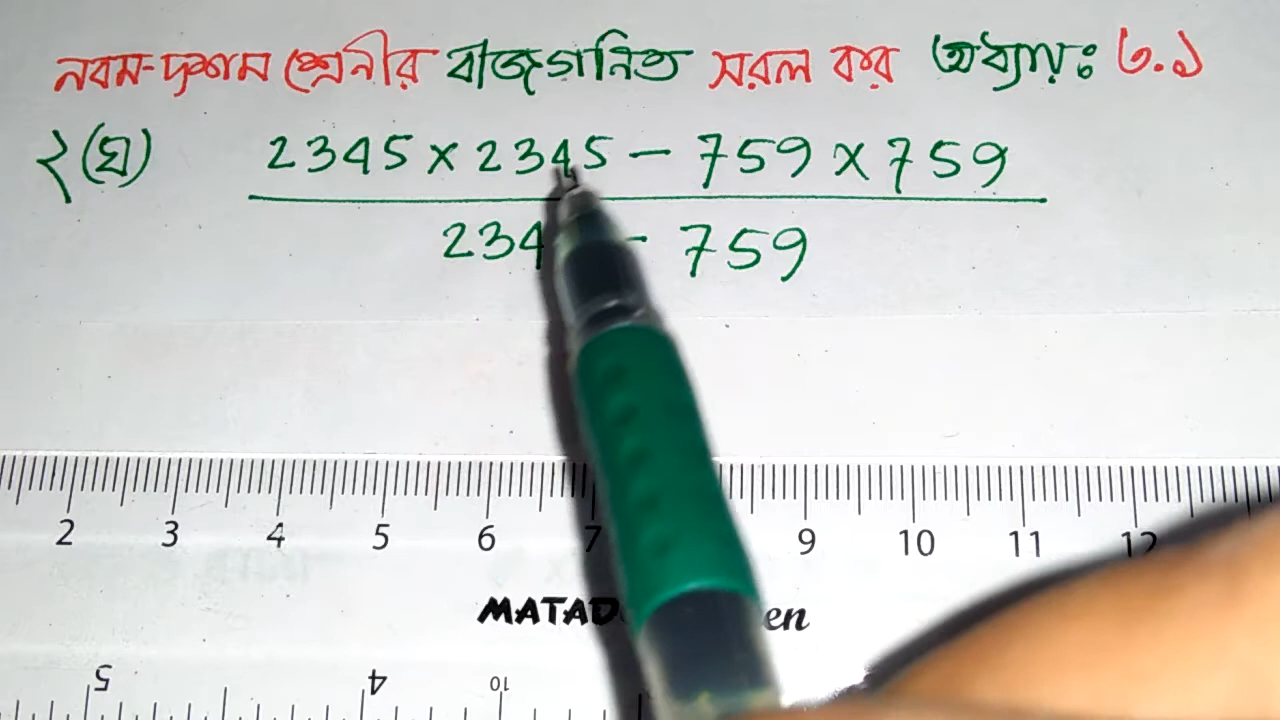 নবম-দশম শ্রেনীর বীজগনিত সরল কর অধ্যায়ঃ ৩.১
২(ঘ) 2345 × 2345 − 759 × 759
234 − 759
2 3 4 5 6 7 9 10 11 12
MATAD en
5 4 10